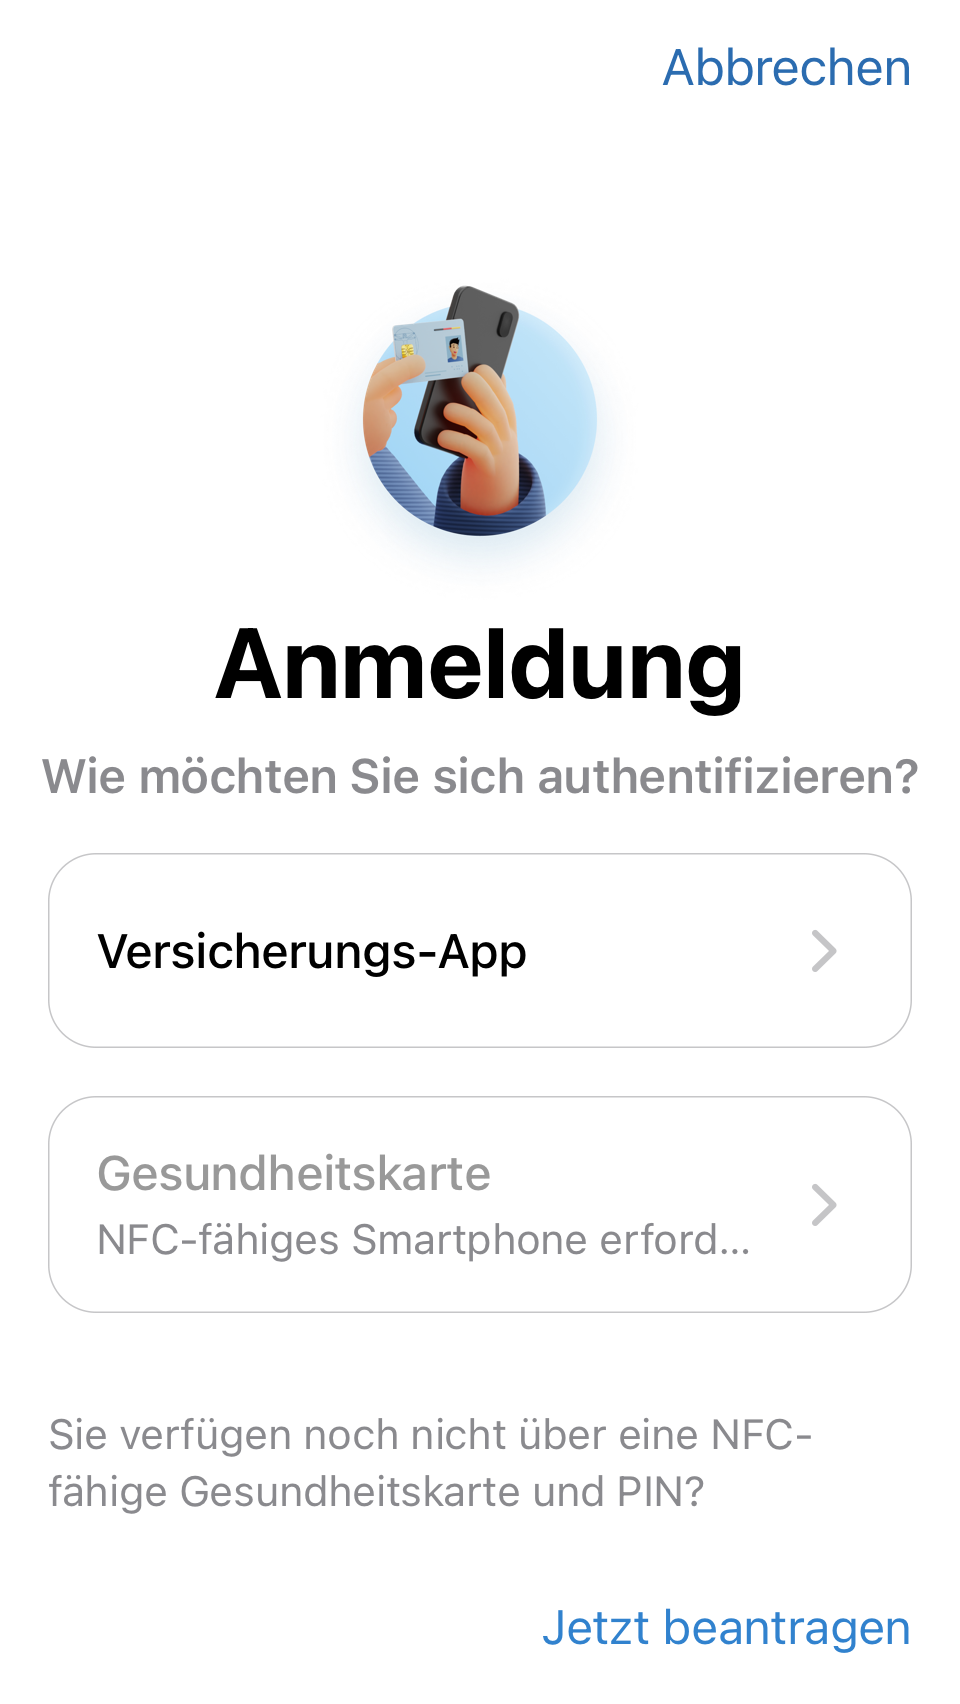 Abbrechen
Anmeldung
Wie möchten Sie sich authentifizieren?
Versicherungs-App
Gesundheitskarte
NFC-fähiges Smartphone erford...
Sie verfügen noch nicht über eine NFC-
fähige Gesundheitskarte und PIN?
Jetzt beantragen